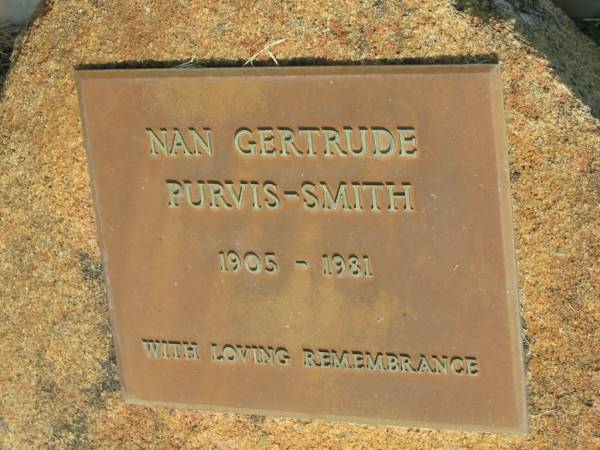 NAN GERTRUDE
PURVIS-SMITH
1905 - 1981
WITH LOVING REMEMBRANCE